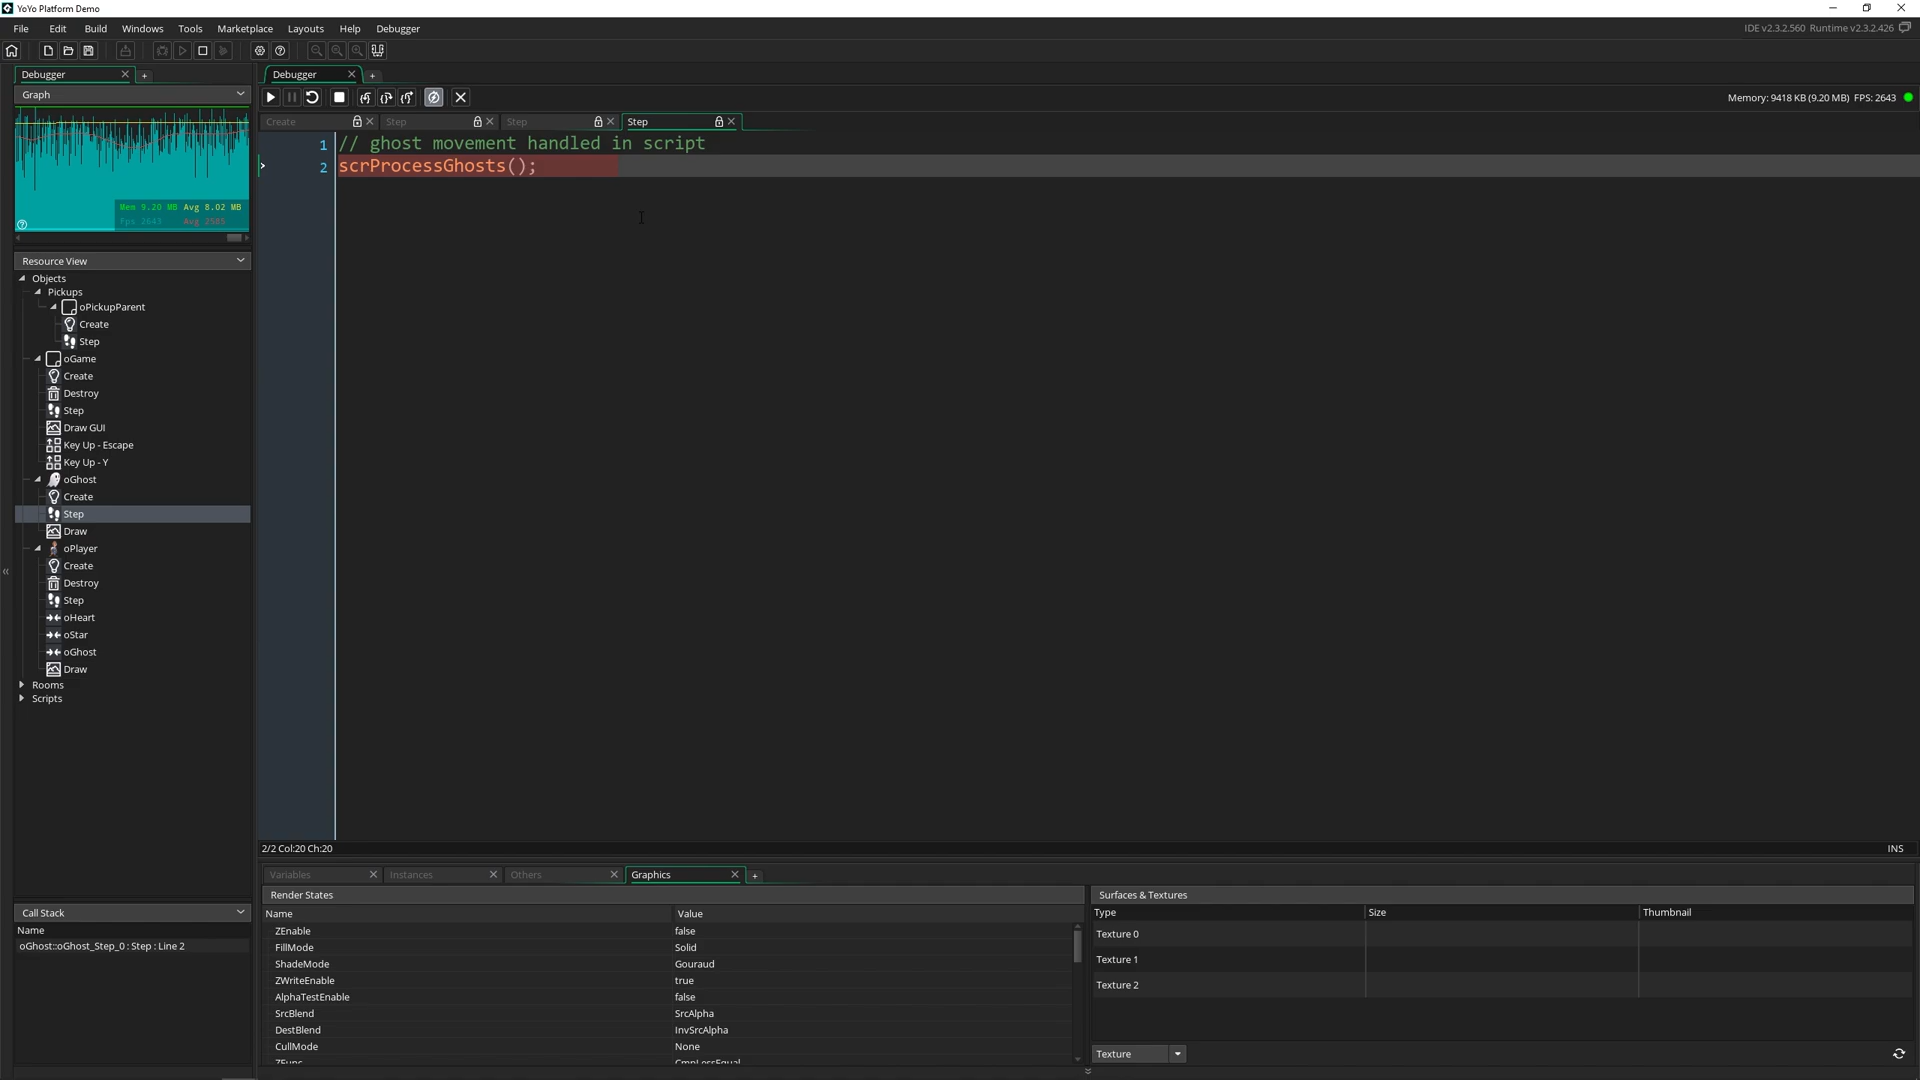 YoYo Platform Demo
File Edit Build Windows Tools Marketplace Layouts Help Debugger
IDE v2.3.2.560 Runtime v2.3.2.426
Debugger
Debugger
Graph
Memory: 9418 KB (9.20 MB) FPS: 2643
Create
Step
Step
Step
Mem 9.20 MB Avg 8.02 MB
Fps 2643 Avg 2588
1 // ghost movement handled in script
2 scrProcessGhosts();
Resource View
Objects
Pickups
oPickupParent
Create
Step
oGame
Create
Destroy
Step
Draw GUI
Key Up - Escape
Key Up - Y
oGhost
Create
Step
Draw
oPlayer
Create
Destroy
Step
oHeart
oStar
oGhost
Draw
Rooms
Scripts
2/2 Col:20 Ch:20
INS
Call Stack
Name
oGhost::oGhost_Step_0 : Step : Line 2
Variables Instances Others Graphics
Render States
Name Value
ZEnable false
FillMode Solid
ShadeMode Gouraud
ZWriteEnable true
AlphaTestEnable false
SrcBlend SrcAlpha
DestBlend InvSrcAlpha
CullMode None
ZFunc CmpLessEqual
Surfaces & Textures
Type Size Thumbnail
Texture 0
Texture 1
Texture 2
Texture